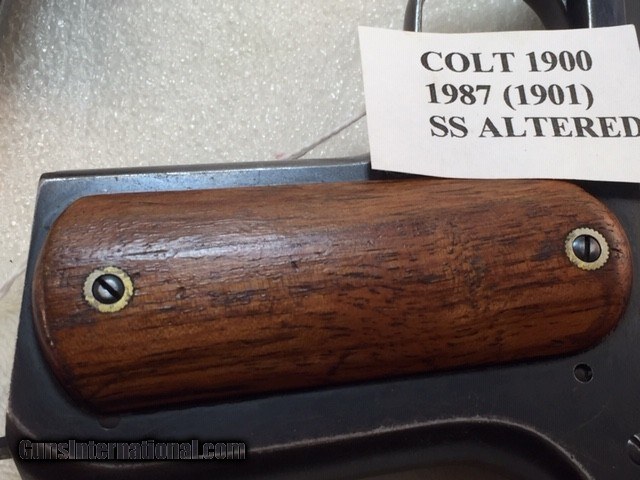 COLT 1900
1987 (1901)
SS ALTERED
GunsInternational.com